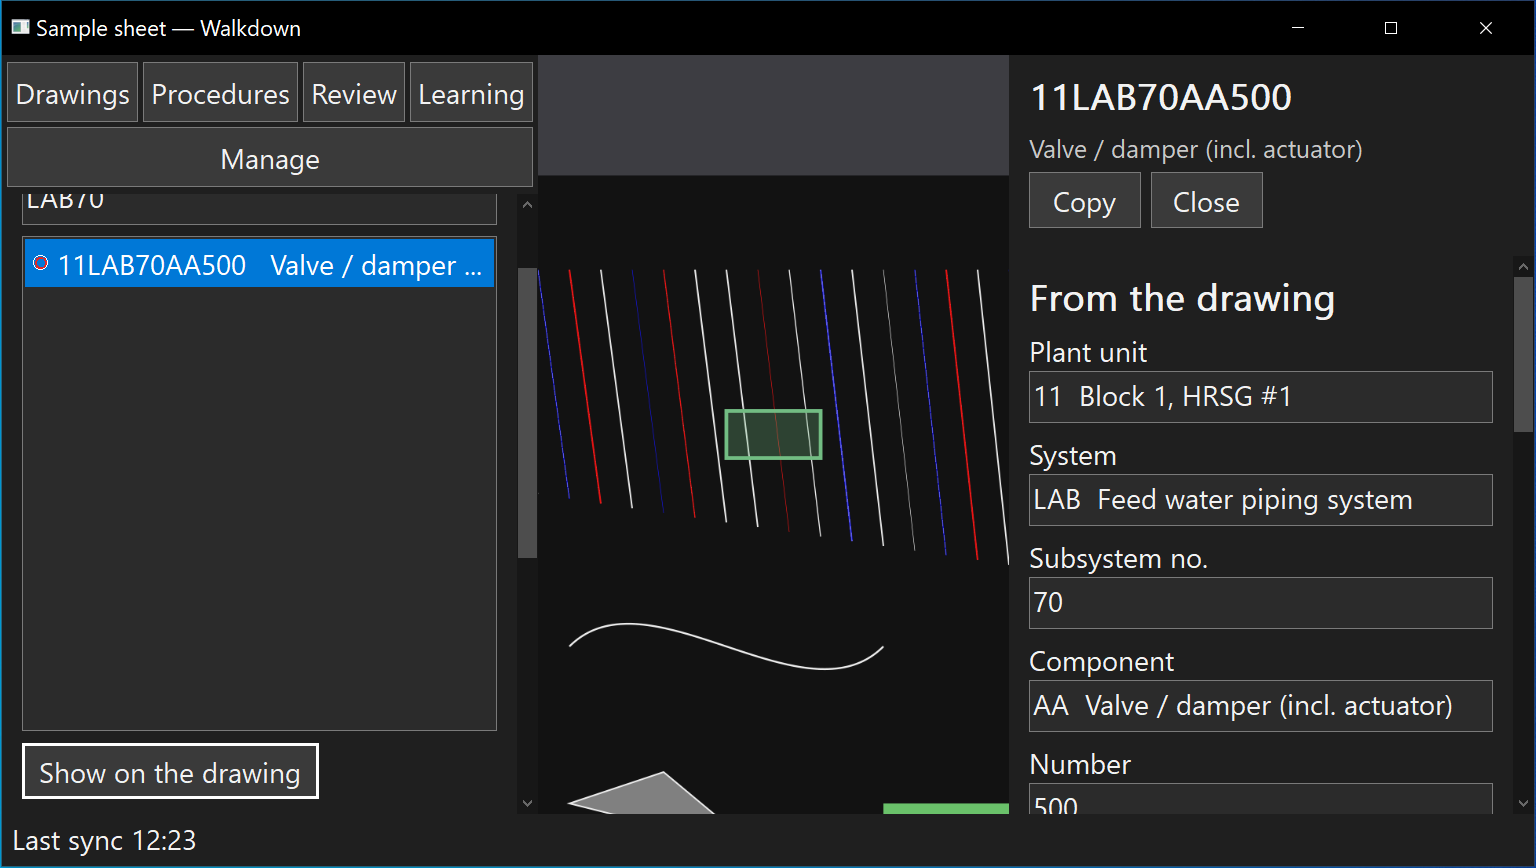 Sample sheet — Walkdown
Drawings
Procedures
Review
Learning
Manage
LAB70
11LAB70AA500 Valve / damper ...
Show on the drawing
Last sync 12:23
11LAB70AA500
Valve / damper (incl. actuator)
Copy
Close
From the drawing
Plant unit
11 Block 1, HRSG #1
System
LAB Feed water piping system
Subsystem no.
70
Component
AA Valve / damper (incl. actuator)
Number
500